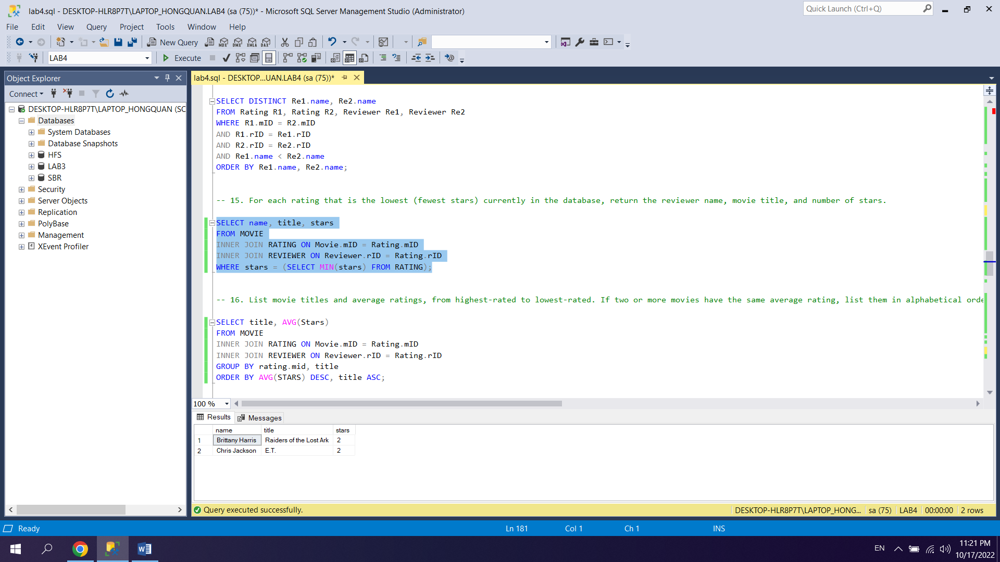 lab4.sql - DESKTOP-HLR8P7T\LAPTOP_HONGQUAN.LAB4 (sa (75))* - Microsoft SQL Server Management Studio (Administrator)
Quick Launch (Ctrl+Q)
File Edit View Query Project Tools Window Help
New Query MDX DMX XMLA DAX
LAB4 Execute
Object Explorer
Connect
DESKTOP-HLR8P7T\LAPTOP_HONGQUAN (SC
Databases
System Databases
Database Snapshots
HFS
LAB3
SBR
Security
Server Objects
Replication
PolyBase
Management
XEvent Profiler
lab4.sql - DESKTOP...UAN.LAB4 (sa (75))*
SELECT DISTINCT Re1.name, Re2.name
FROM Rating R1, Rating R2, Reviewer Re1, Reviewer Re2
WHERE R1.mID = R2.mID
AND R1.rID = Re1.rID
AND R2.rID = Re2.rID
AND Re1.name < Re2.name
ORDER BY Re1.name, Re2.name;
-- 15. For each rating that is the lowest (fewest stars) currently in the database, return the reviewer name, movie title, and number of stars.
SELECT name, title, stars
FROM MOVIE
INNER JOIN RATING ON Movie.mID = Rating.mID
INNER JOIN REVIEWER ON Reviewer.rID = Rating.rID
WHERE stars = (SELECT MIN(stars) FROM RATING);
-- 16. List movie titles and average ratings, from highest-rated to lowest-rated. If two or more movies have the same average rating, list them in alphabetical orde
SELECT title, AVG(Stars)
FROM MOVIE
INNER JOIN RATING ON Movie.mID = Rating.mID
INNER JOIN REVIEWER ON Reviewer.rID = Rating.rID
GROUP BY rating.mid, title
ORDER BY AVG(STARS) DESC, title ASC;
100 %
Results Messages
name title stars
1 Brittany Harris Raiders of the Lost Ark 2
2 Chris Jackson E.T. 2
Query executed successfully. DESKTOP-HLR8P7T\LAPTOP_HONG... sa (75) LAB4 00:00:00 2 rows
Ready Ln 181 Col 1 Ch 1 INS
EN 11:21 PM
10/17/2022